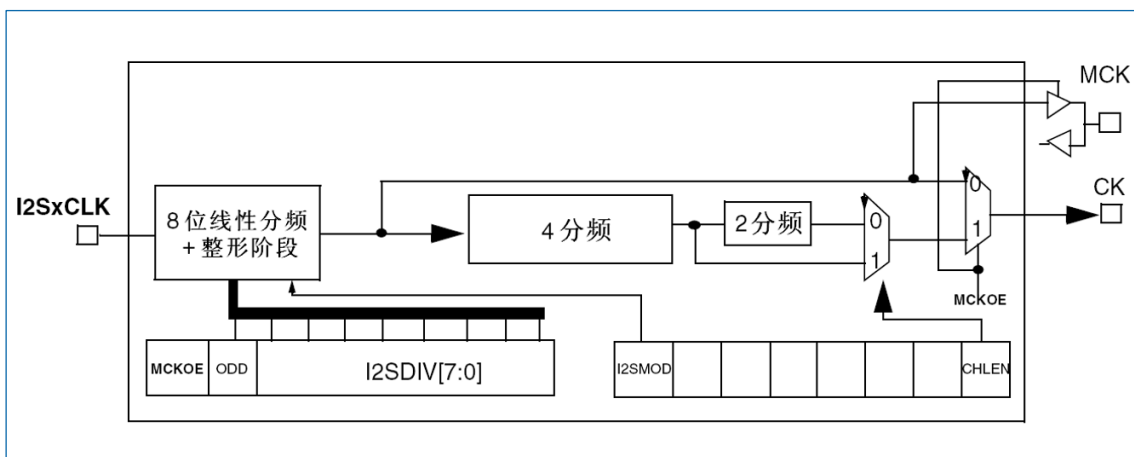 MCK
I2SxCLK
8位线性分频
+整形阶段
4分频
2分频
0
1
0
1
CK
MCKOE
MCKOE
ODD
I2SDIV[7:0]
I2SMOD
CHLEN